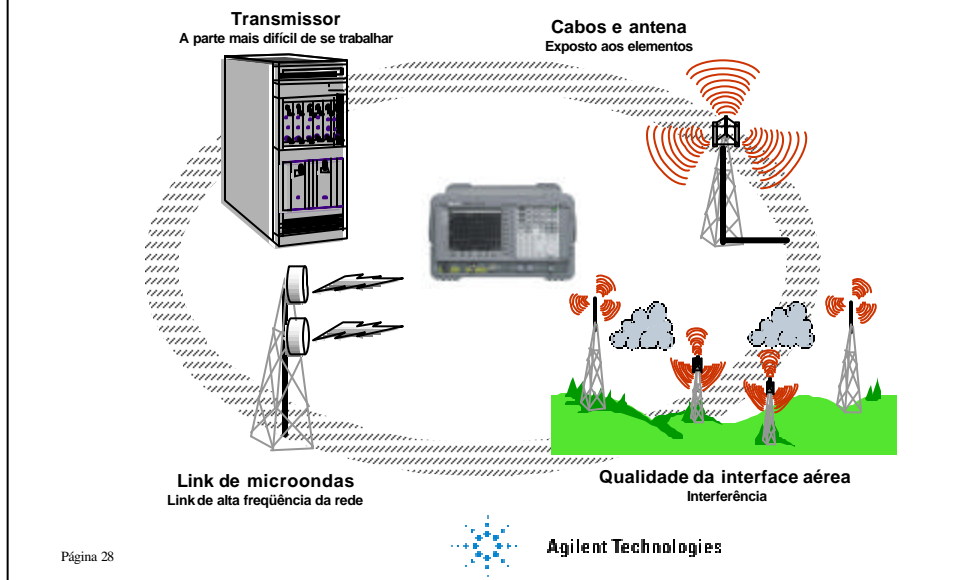 Transmissor
A parte mais difícil de se trabalhar
Cabos e antena
Exposto aos elementos
Link de microondas
Link de alta freqüência da rede
Qualidade da interface aérea
Interferência
Página 28
Agilent Technologies